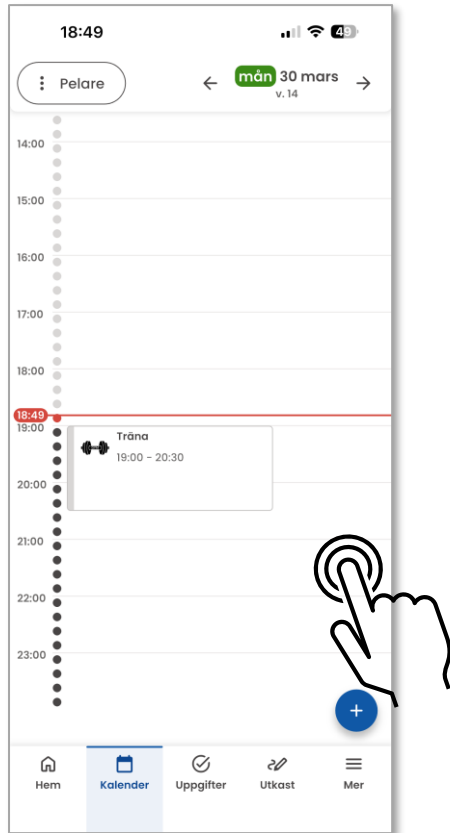 18:49
49
Pelare
mån 30 mars
v. 14
14:00
15:00
16:00
17:00
18:00
18:49
19:00
Träna
19:00 - 20:30
20:00
21:00
22:00
23:00
+
Hem Kalender Uppgifter Utkast Mer